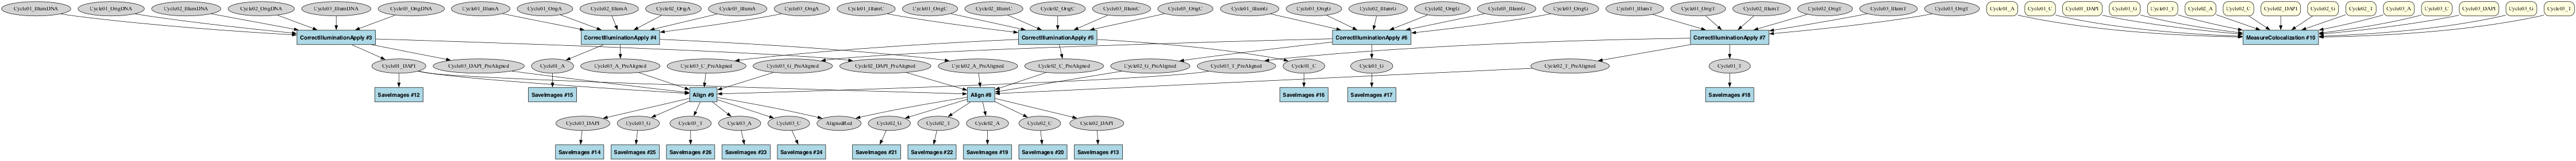 Cycle01_IllumDNA
Cycle01_OrigDNA
Cycle02_IllumDNA
Cycle02_OrigDNA
Cycle03_IllumDNA
Cycle03_OrigDNA
Cycle01_IllumA
Cycle01_OrigA
Cycle02_IllumA
Cycle02_OrigA
Cycle03_IllumA
Cycle03_OrigA
Cycle01_IllumC
Cycle01_OrigC
Cycle02_IllumC
Cycle02_OrigC
Cycle03_IllumC
Cycle03_OrigC
Cycle01_IllumG
Cycle01_OrigG
Cycle02_IllumG
Cycle02_OrigG
Cycle03_IllumG
Cycle03_OrigG
Cycle01_IllumT
Cycle01_OrigT
Cycle02_IllumT
Cycle02_OrigT
Cycle03_IllumT
Cycle03_OrigT
Cycle01_A
Cycle01_C
Cycle01_DAPI
Cycle01_G
Cycle01_T
Cycle02_A
Cycle02_C
Cycle02_DAPI
Cycle02_G
Cycle02_T
Cycle03_A
Cycle03_C
Cycle03_DAPI
Cycle03_G
Cycle03_T
CorrectIlluminationApply #3
CorrectIlluminationApply #4
CorrectIlluminationApply #5
CorrectIlluminationApply #6
CorrectIlluminationApply #7
MeasureColocalization #10
Cycle01_DAPI
Cycle03_DAPI_PreAligned
Cycle01_A
Cycle03_A_PreAligned
Cycle03_C_PreAligned
Cycle03_G_PreAligned
Cycle02_DAPI_PreAligned
Cycle02_A_PreAligned
Cycle02_C_PreAligned
Cycle02_G_PreAligned
Cycle03_T_PreAligned
Cycle01_C
Cycle01_G
Cycle02_T_PreAligned
Cycle01_T
SaveImages #12
SaveImages #15
Align #9
Align #8
SaveImages #16
SaveImages #17
SaveImages #18
Cycle03_DAPI
Cycle03_G
Cycle03_T
Cycle03_A
Cycle03_C
AlignedRed
Cycle02_G
Cycle02_T
Cycle02_A
Cycle02_C
Cycle02_DAPI
SaveImages #14
SaveImages #25
SaveImages #26
SaveImages #23
SaveImages #24
SaveImages #21
SaveImages #22
SaveImages #19
SaveImages #20
SaveImages #13